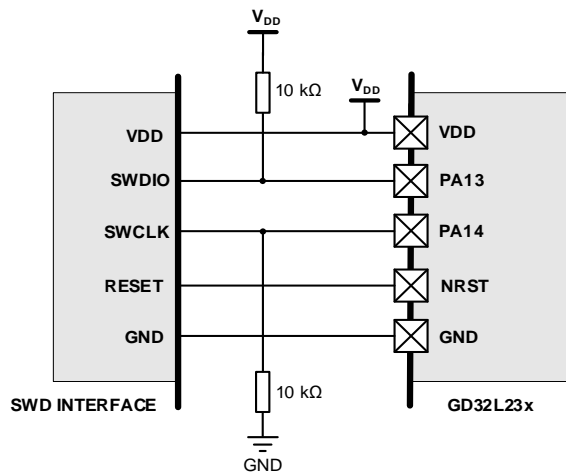 VDD
10 kΩ
VDD
VDD
VDD
SWDIO
PA13
SWCLK
PA14
RESET
NRST
GND
GND
10 kΩ
SWD INTERFACE
GD32L23x
GND